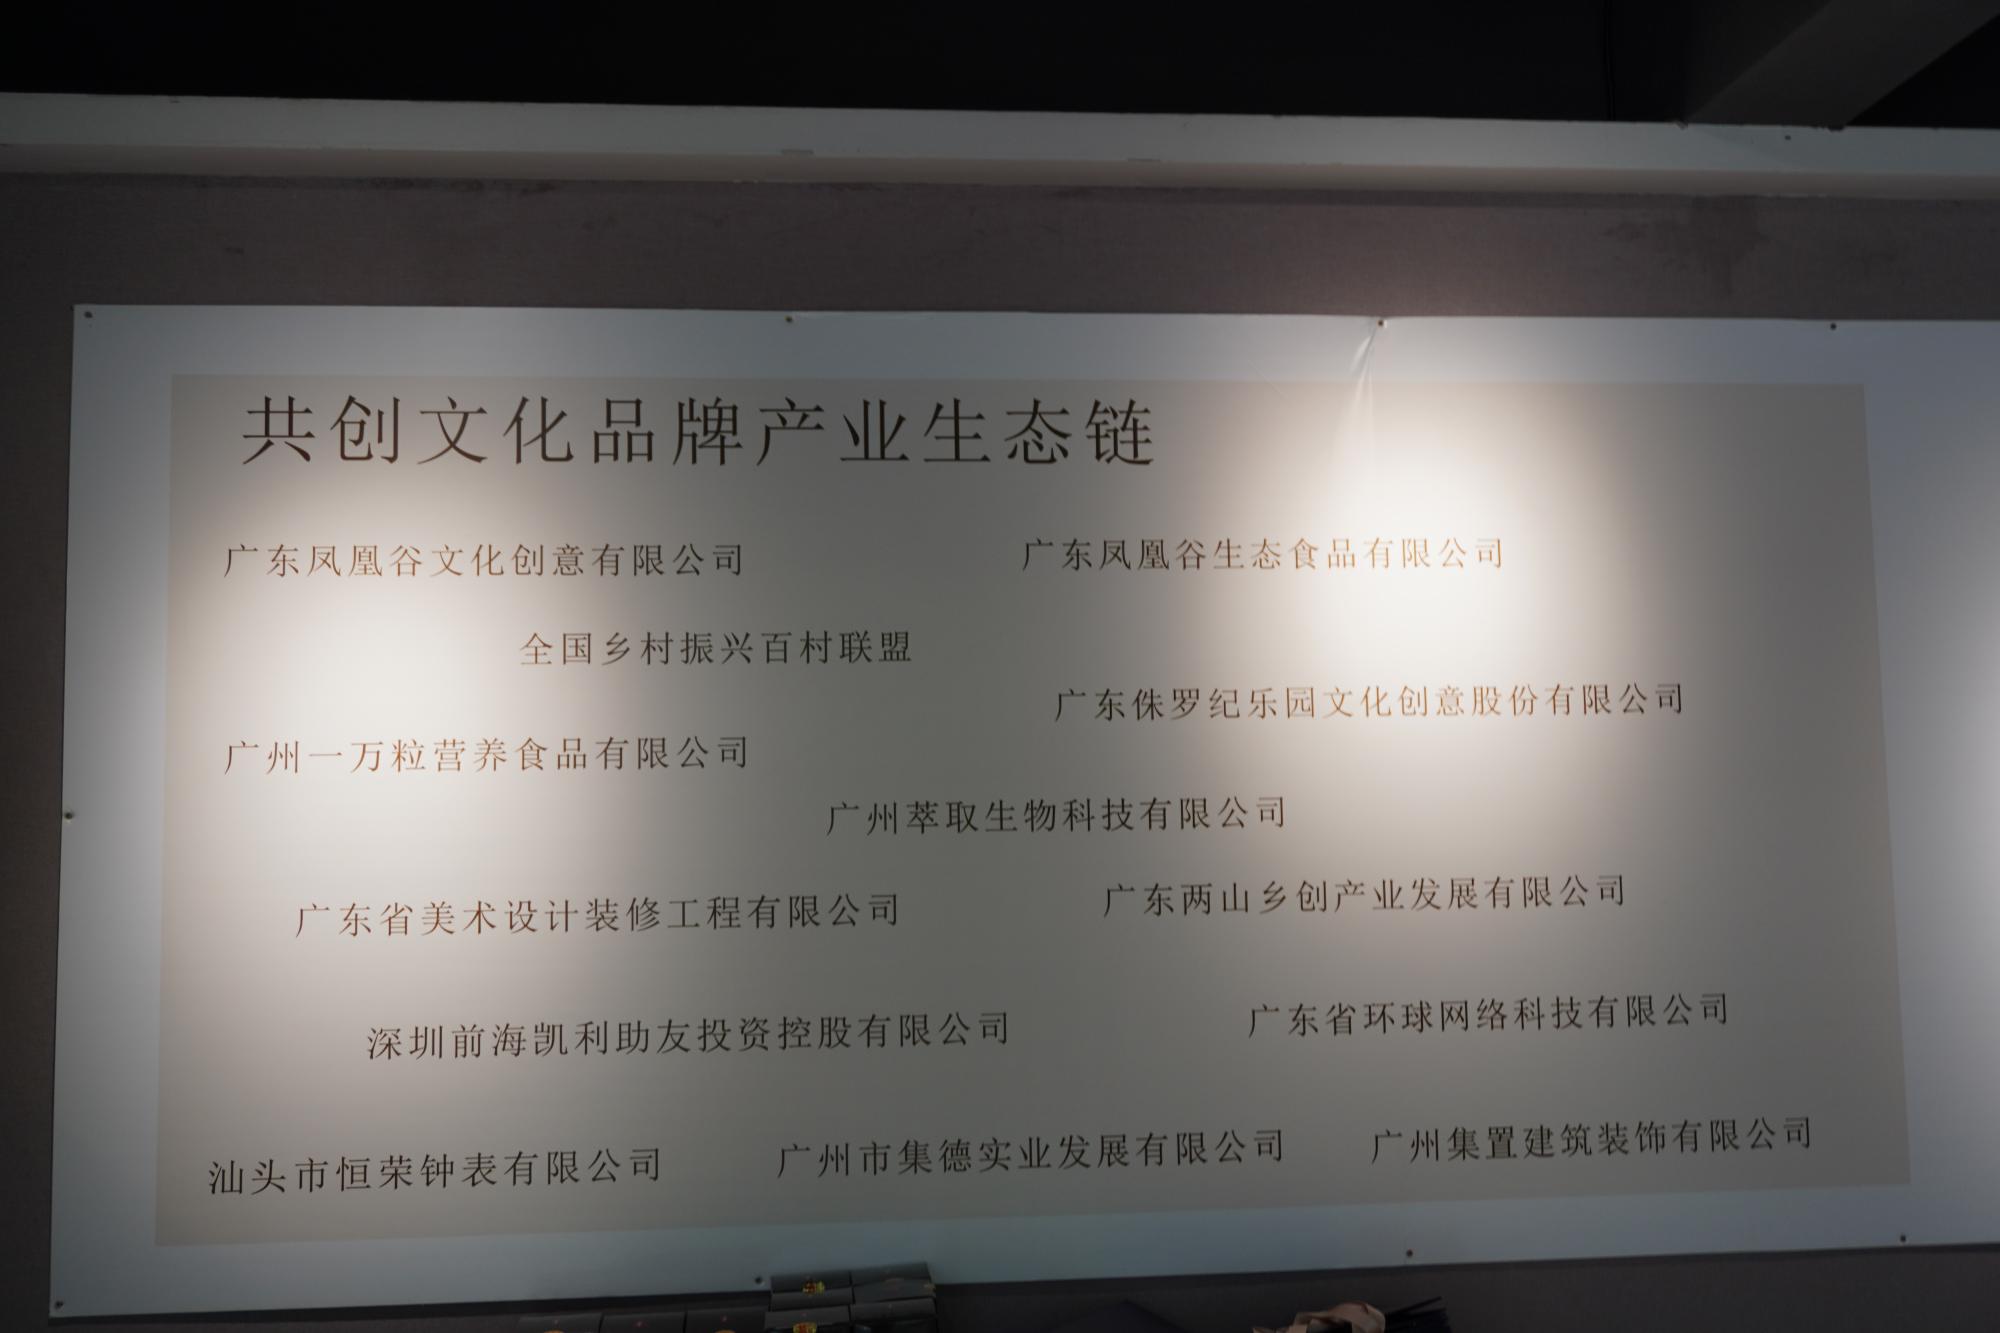 共创文化品牌产业生态链
广东凤凰谷文化创意有限公司
广东凤凰谷生态食品有限公司
全国乡村振兴百村联盟
广东侏罗纪乐园文化创意股份有限公司
广州一万粒营养食品有限公司
广州萃取生物科技有限公司
广东省美术设计装修工程有限公司
广东两山乡创产业发展有限公司
深圳前海凯利助友投资控股有限公司
广东省环球网络科技有限公司
汕头市恒荣钟表有限公司
广州市集德实业发展有限公司
广州集置建筑装饰有限公司